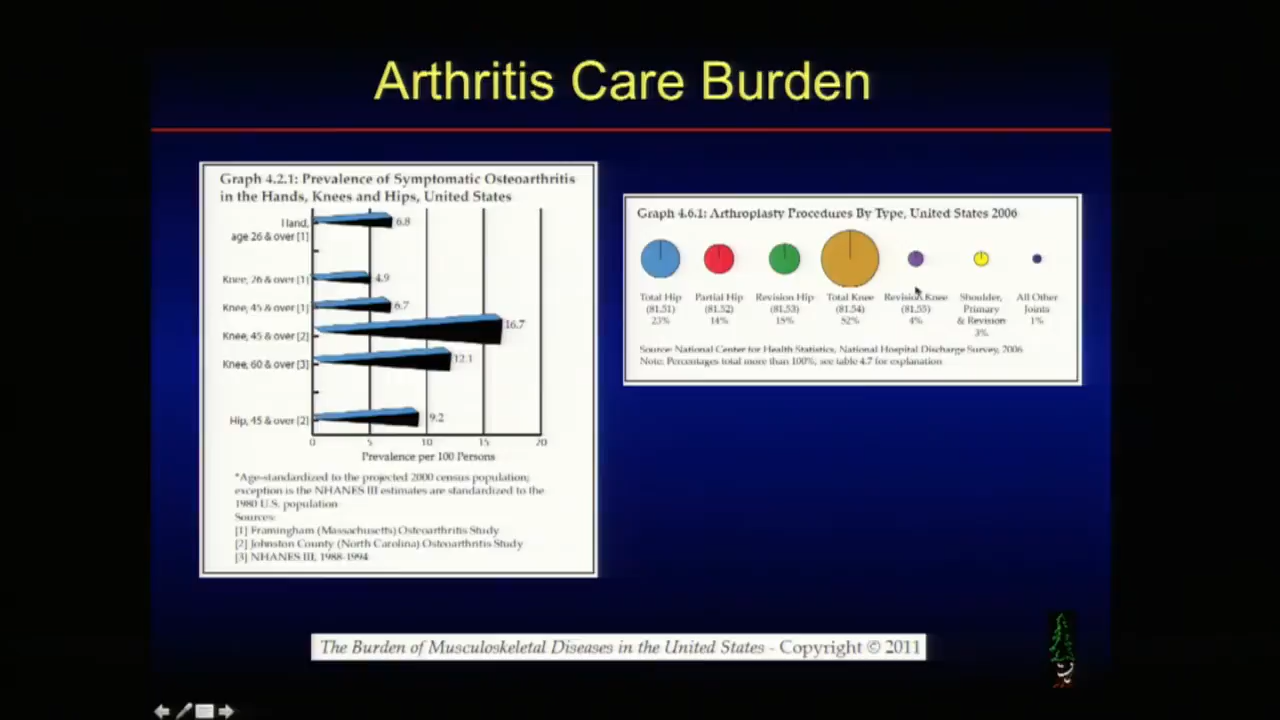 Arthritis Care Burden
Graph 4.2.1: Prevalence of Symptomatic Osteoarthritis
in the Hands, Knees and Hips, United States
Hand,
age 26 & over [1]
6.8
Knee, 26 & over [1]
4.9
Knee, 45 & over [1]
6.7
Knee, 45 & over [2]
16.7
Knee, 60 & over [3]
12.1
Hip, 45 & over [2]
9.2
0 5 10 15 20
Prevalence per 100 Persons
*Age-standardized to the projected 2000 census population;
exception is the NHANES III estimates are standardized to the
1980 U.S. population
Sources:
[1] Framingham (Massachusetts) Osteoarthritis Study
[2] Johnston County (North Carolina) Osteoarthritis Study
[3] NHANES III, 1988-1994
Graph 4.6.1: Arthroplasty Procedures By Type, United States 2006
Total Hip
(81.51)
23%
Partial Hip
(81.52)
14%
Revision Hip
(81.53)
15%
Total Knee
(81.54)
52%
Revision Knee
(81.55)
4%
Shoulder,
Primary
& Revision
3%
All Other
Joints
1%
Source: National Center for Health Statistics, National Hospital Discharge Survey, 2006
Note: Percentages total more than 100%, see table 4.7 for explanation
The Burden of Musculoskeletal Diseases in the United States - Copyright © 2011